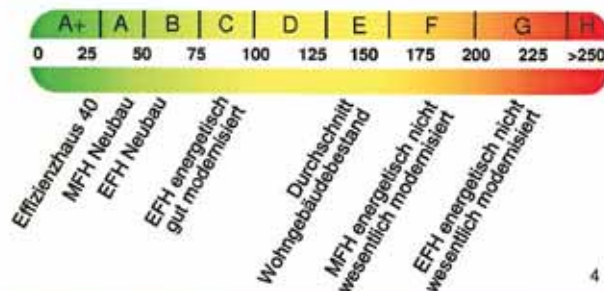 A+ A B C D E F G H
0 25 50 75 100 125 150 175 200 225 >250
Effizienzhaus 40
MFH Neubau
EFH Neubau
EFH energetisch
gut modernisiert
Durchschnitt
Wohngebäudebestand
MFH energetisch nicht
wesentlich modernisiert
EFH energetisch nicht
wesentlich modernisiert
4